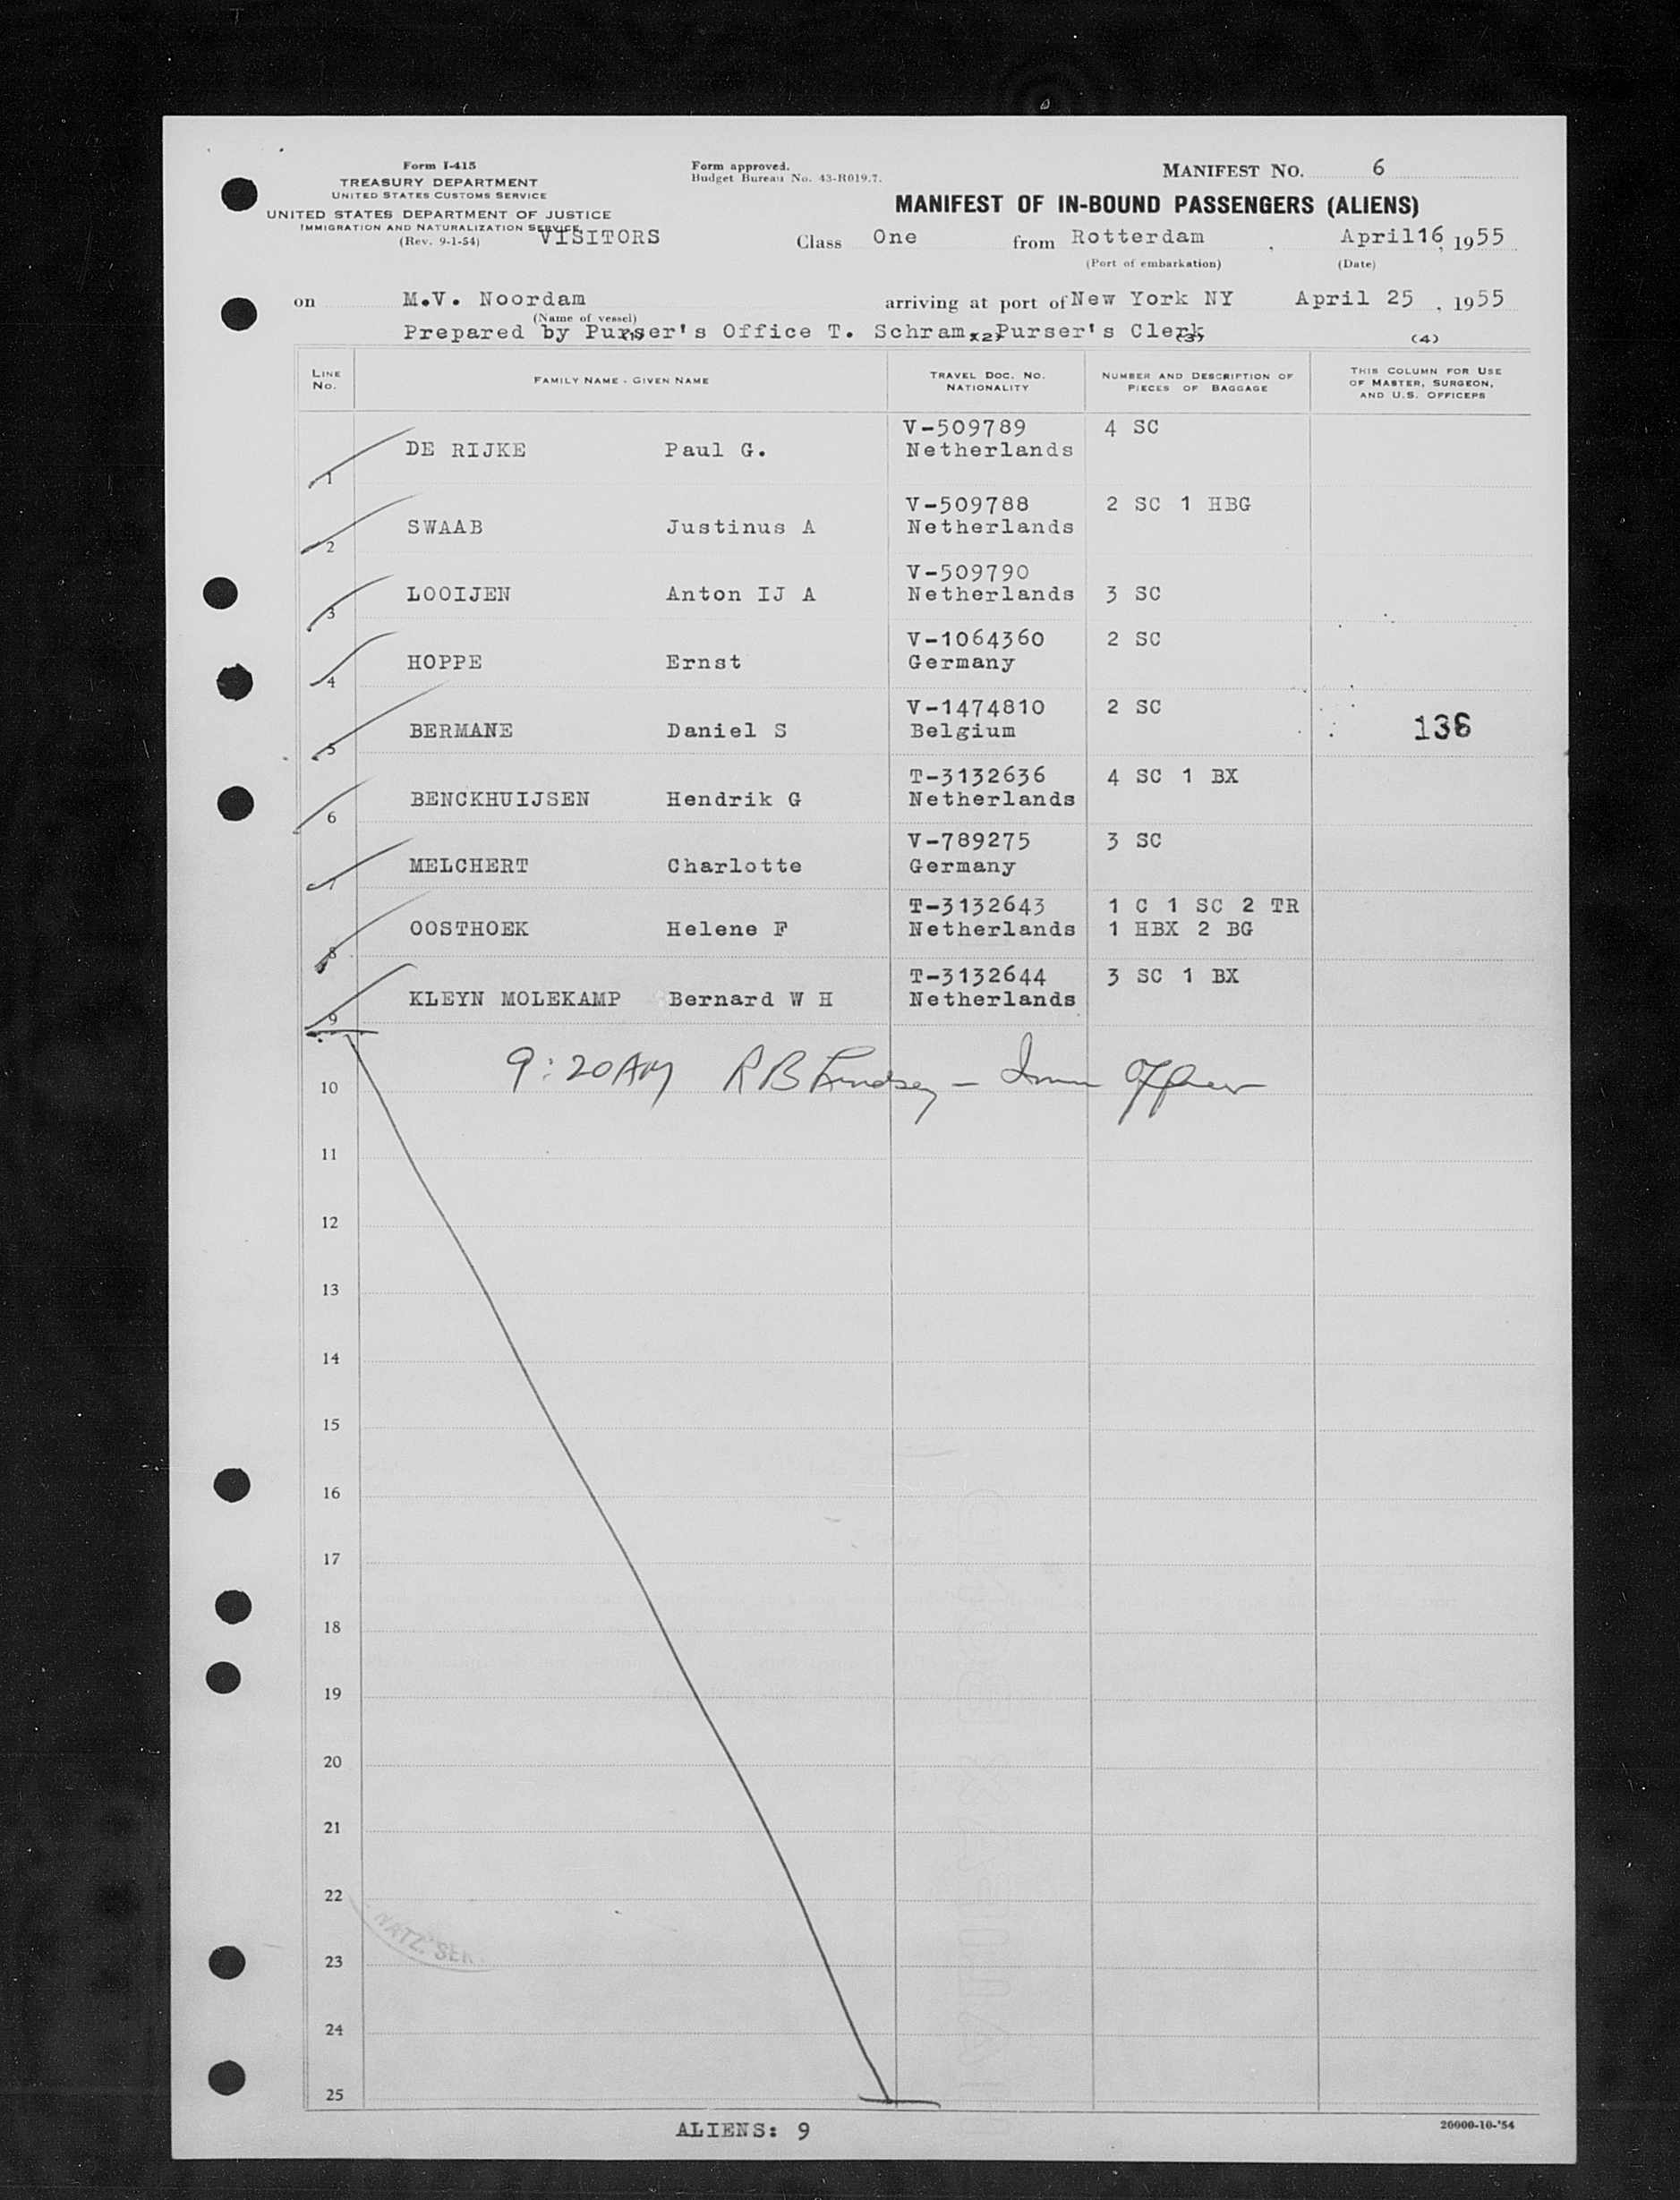 Form I-415
TREASURY DEPARTMENT
UNITED STATES CUSTOMS SERVICE
UNITED STATES DEPARTMENT OF JUSTICE
IMMIGRATION AND NATURALIZATION SERVICE
(Rev. 9-1-54)
VISITORS
Form approved.
Budget Bureau No. 43-R019.7.
MANIFEST NO. 6
MANIFEST OF IN-BOUND PASSENGERS (ALIENS)
Class One from Rotterdam, April 16, 1955
(Port of embarkation) (Date)
on M.V. Noordam arriving at port of New York NY April 25, 1955
(Name of vessel)
Prepared by Purser's Office T. Schram, Purser's Clerk
(1) (2) (3) (4)
LINE NO. FAMILY NAME - GIVEN NAME TRAVEL DOC. NO. NATIONALITY NUMBER AND DESCRIPTION OF PIECES OF BAGGAGE THIS COLUMN FOR USE OF MASTER, SURGEON, AND U.S. OFFICERS
1 DE RIJKE Paul G. V-509789 Netherlands 4 SC
2 SWAAB Justinus A V-509788 Netherlands 2 SC 1 HBG
3 LOOIJEN Anton IJ A V-509790 Netherlands 3 SC
4 HOPPE Ernst V-1064360 Germany 2 SC
5 BERMANE Daniel S V-1474810 Belgium 2 SC 136
6 BENCKHUIJSEN Hendrik G T-3132636 Netherlands 4 SC 1 BX
7 MELCHERT Charlotte V-789275 Germany 3 SC
8 OOSTHOEK Helene F T-3132643 Netherlands 1 C 1 SC 2 TR 1 HBX 2 BG
9 KLEYN MOLEKAMP Bernard W H T-3132644 Netherlands 3 SC 1 BX
9:20AM R B Lindsey - Imm Officer
10
11
12
13
14
15
16
17
18
19
20
21
22
NATZ. SER
23
24
25
ALIENS: 9
26000-10-'54